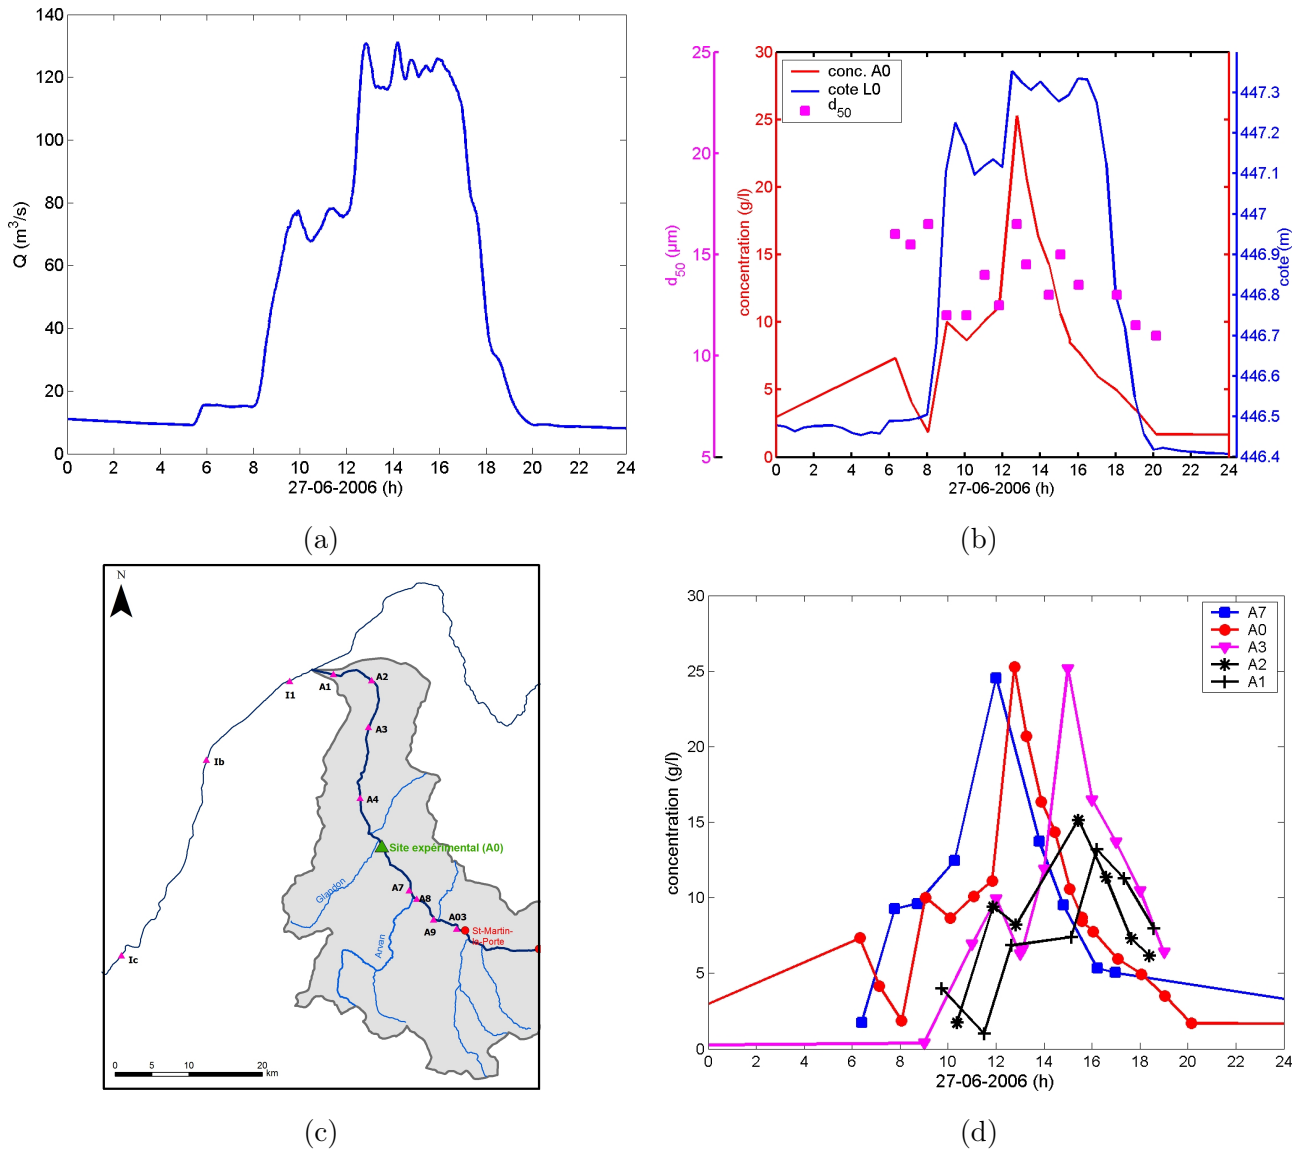 140
120
100
80
60
40
20
0
Q (m3/s)
0 2 4 6 8 10 12 14 16 18 20 22 24
27-06-2006 (h)
(a)
25
20
15
10
5
d50 (µm)
30
25
20
15
10
5
0
concentration (g/l)
conc. A0
cote L0
d50
447.3
447.2
447.1
447
446.9
446.8
446.7
446.6
446.5
446.4
cote (m)
0 2 4 6 8 10 12 14 16 18 20 22 24
27-06-2006 (h)
(b)
N
I1
A1
A2
A3
Ib
A4
Site expérimental (A0)
Glandon
A7
A8
A03
A9
St-Martin-
la-Porte
Arvan
Ic
0 5 10 20
km
(c)
30
25
20
15
10
5
0
concentration (g/l)
A7
A0
A3
A2
A1
0 2 4 6 8 10 12 14 16 18 20 22 24
27-06-2006 (h)
(d)